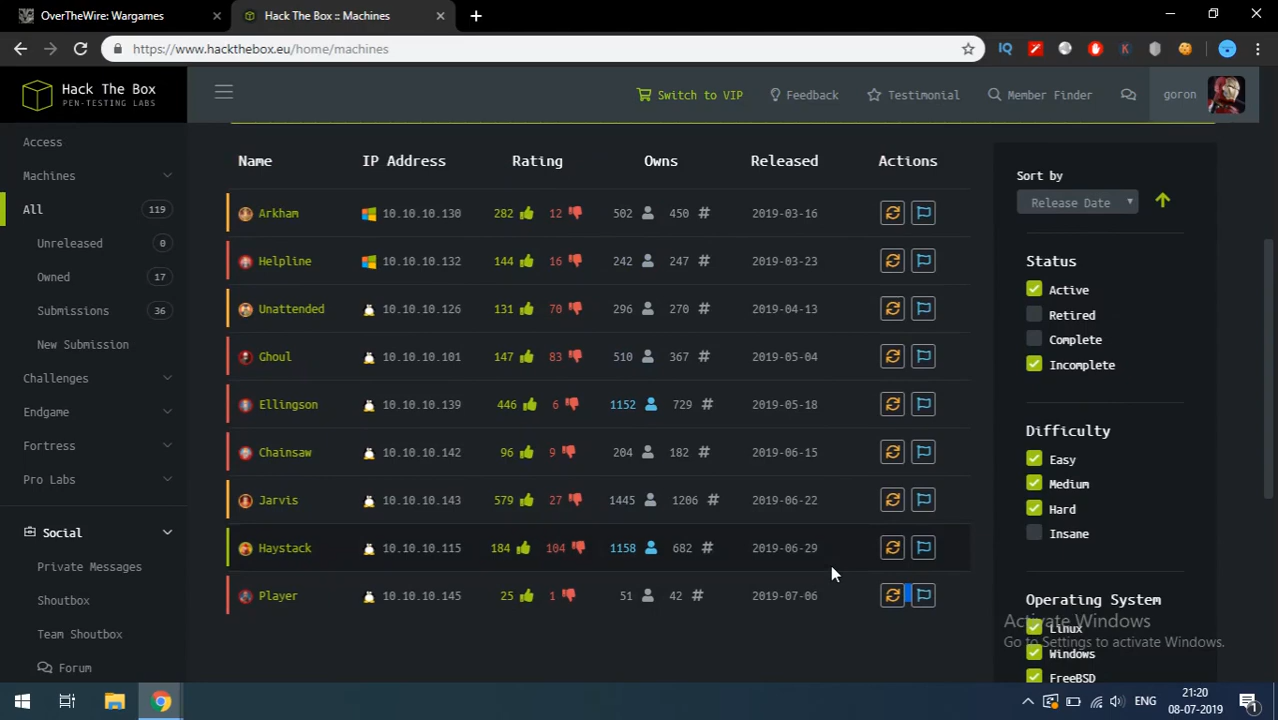 OverTheWire: Wargames
Hack The Box :: Machines
https://www.hackthebox.eu/home/machines
IQ
K
Hack The Box
PEN-TESTING LABS
Switch to VIP
Feedback
Testimonial
Member Finder
goron
Access
Machines
All 119
Unreleased 0
Owned 17
Submissions 36
New Submission
Challenges
Endgame
Fortress
Pro Labs
Social
Private Messages
Shoutbox
Team Shoutbox
Forum
Name IP Address Rating Owns Released Actions
Arkham 10.10.10.130 282 12 502 450 # 2019-03-16
Helpline 10.10.10.132 144 16 242 247 # 2019-03-23
Unattended 10.10.10.126 131 70 296 270 # 2019-04-13
Ghoul 10.10.10.101 147 83 510 367 # 2019-05-04
Ellingson 10.10.10.139 446 6 1152 729 # 2019-05-18
Chainsaw 10.10.10.142 96 9 204 182 # 2019-06-15
Jarvis 10.10.10.143 579 27 1445 1206 # 2019-06-22
Haystack 10.10.10.115 184 104 1158 682 # 2019-06-29
Player 10.10.10.145 25 1 51 42 # 2019-07-06
Sort by
Release Date
Status
Active
Retired
Complete
Incomplete
Difficulty
Easy
Medium
Hard
Insane
Operating System
Linux
Windows
FreeBSD
Activate Windows
Go to Settings to activate Windows.
ENG
21:20
08-07-2019
1